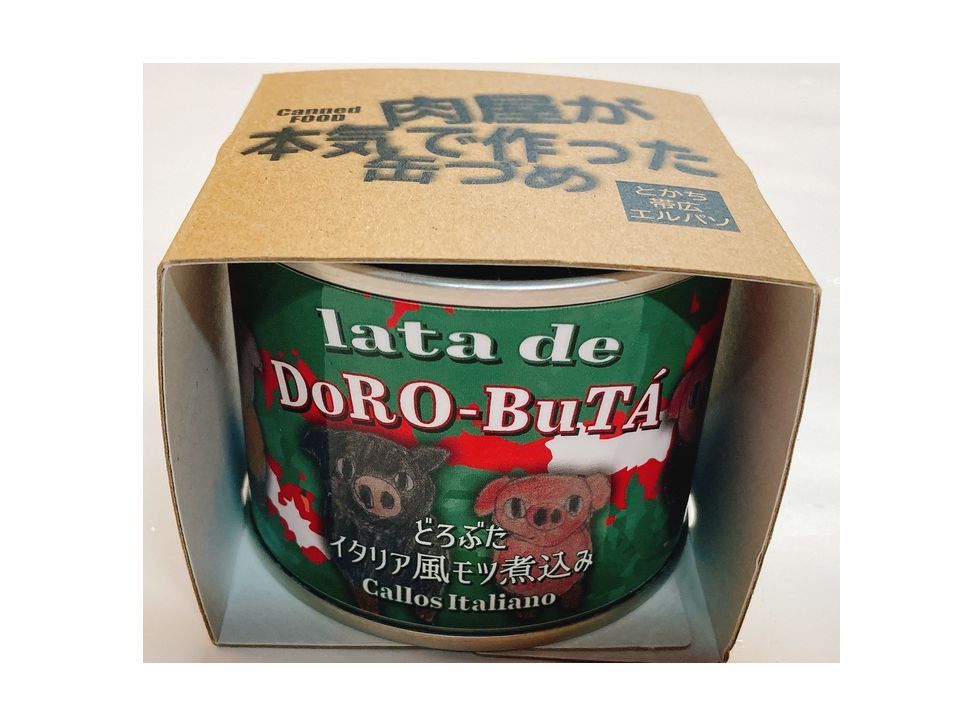 Canned
FOOD
肉屋が
本気で作った
缶づめ
とかち
帯広
エルパソ
lata de
DoRO-BuTÁ
どろぶた
イタリア風モツ煮込み
Callos Italiano